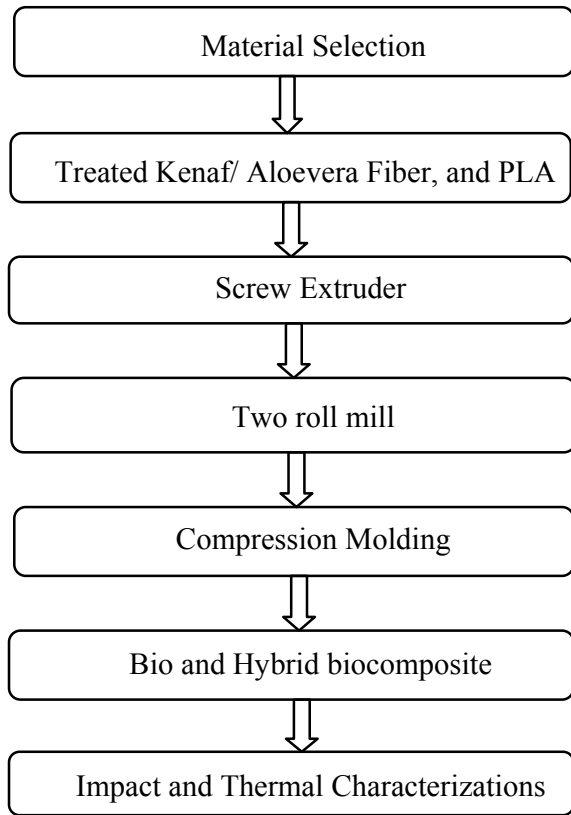 Material Selection
Treated Kenaf/ Aloevera Fiber, and PLA
Screw Extruder
Two roll mill
Compression Molding
Bio and Hybrid biocomposite
Impact and Thermal Characterizations